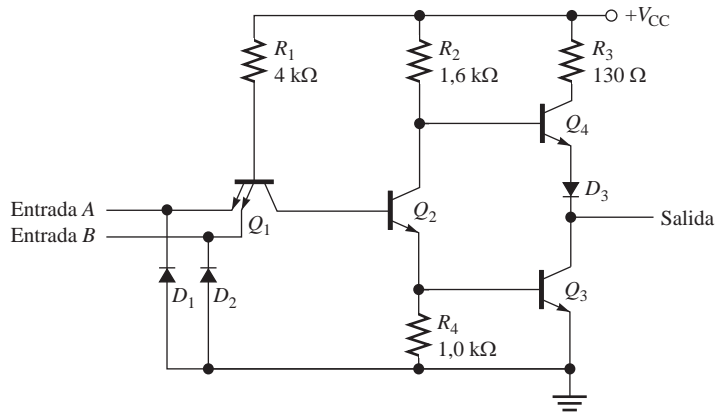 +VCC
R1
4 kΩ
R2
1,6 kΩ
R3
130 Ω
Q4
D3
Entrada A
Entrada B
Q1
Q2
Salida
D1
D2
Q3
R4
1,0 kΩ